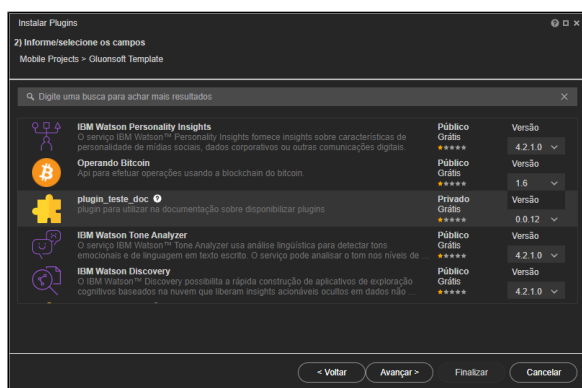 Instalar Plugins
2) Informe/selecione os campos
Mobile Projects > Gluonsoft Template
Digite uma busca para achar mais resultados
IBM Watson Personality Insights
Público
Versão
O serviço IBM Watson™ Personality Insights fornece insights sobre características de
Grátis
personalidade de mídias sociais, dados corporativos ou outras comunicações digitais.
4.2.1.0
Operando Bitcoin
Público
Versão
Api para efetuar operações usando a blockchain do bitcoin.
Grátis
1.6
plugin_teste_doc
Privado
Versão
plugin para utilizar na documentação sobre disponibilizar plugins
Grátis
0.0.12
IBM Watson Tone Analyzer
Público
Versão
O serviço IBM Watson™ Tone Analyzer usa análise linguística para detectar tons
Grátis
emocionais e de linguagem em texto escrito. O serviço pode analisar o tom nos níveis de ...
4.2.1.0
IBM Watson Discovery
Público
Versão
O IBM Watson™ Discovery possibilita a rápida construção de aplicativos de exploração
Grátis
cognitivos baseados na nuvem que liberam insights acionáveis ocultos em dados não ...
4.2.1.0
< Voltar
Avançar >
Finalizar
Cancelar